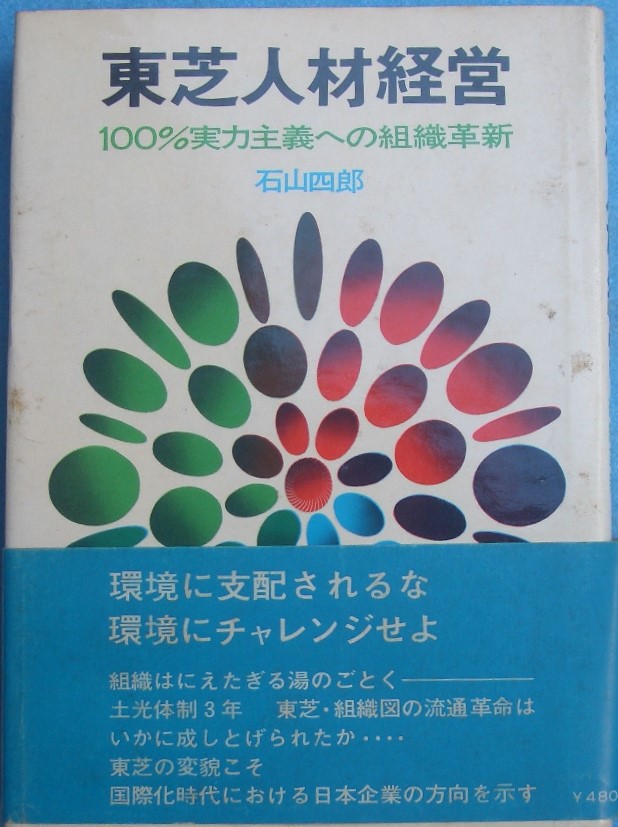 東芝人材経営
100%実力主義への組織革新
石山四郎
環境に支配されるな
環境にチャレンジせよ
組織はにえたぎる湯のごとく————
土光体制3年　東芝・組織図の流通革命は
いかに成しとげられたか‥‥
東芝の変貌こそ
国際化時代における日本企業の方向を示す
￥480